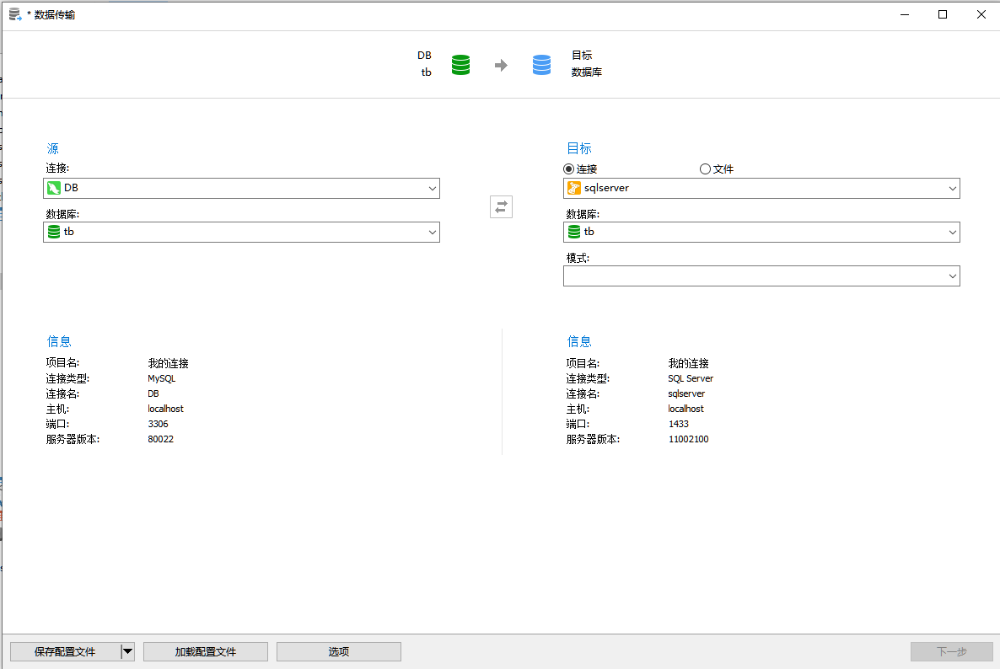 * 数据传输
DB
tb
目标
数据库
源
连接:
DB
数据库:
tb
目标
连接
文件
sqlserver
数据库:
tb
模式:
信息
项目名: 我的连接
连接类型: MySQL
连接名: DB
主机: localhost
端口: 3306
服务器版本: 80022
信息
项目名: 我的连接
连接类型: SQL Server
连接名: sqlserver
主机: localhost
端口: 1433
服务器版本: 11002100
保存配置文件
加载配置文件
选项
下一步